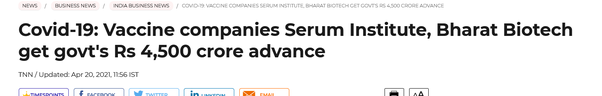 NEWS / BUSINESS NEWS / INDIA BUSINESS NEWS / COVID-19: VACCINE COMPANIES SERUM INSTITUTE, BHARAT BIOTECH GET GOVT'S RS 4,500 CRORE ADVANCE
Covid-19: Vaccine companies Serum Institute, Bharat Biotech
get govt's Rs 4,500 crore advance
TNN / Updated: Apr 20, 2021, 11:56 IST
+TIMESPOINTS FACEBOOK TWITTER LINKEDIN EMAIL AA